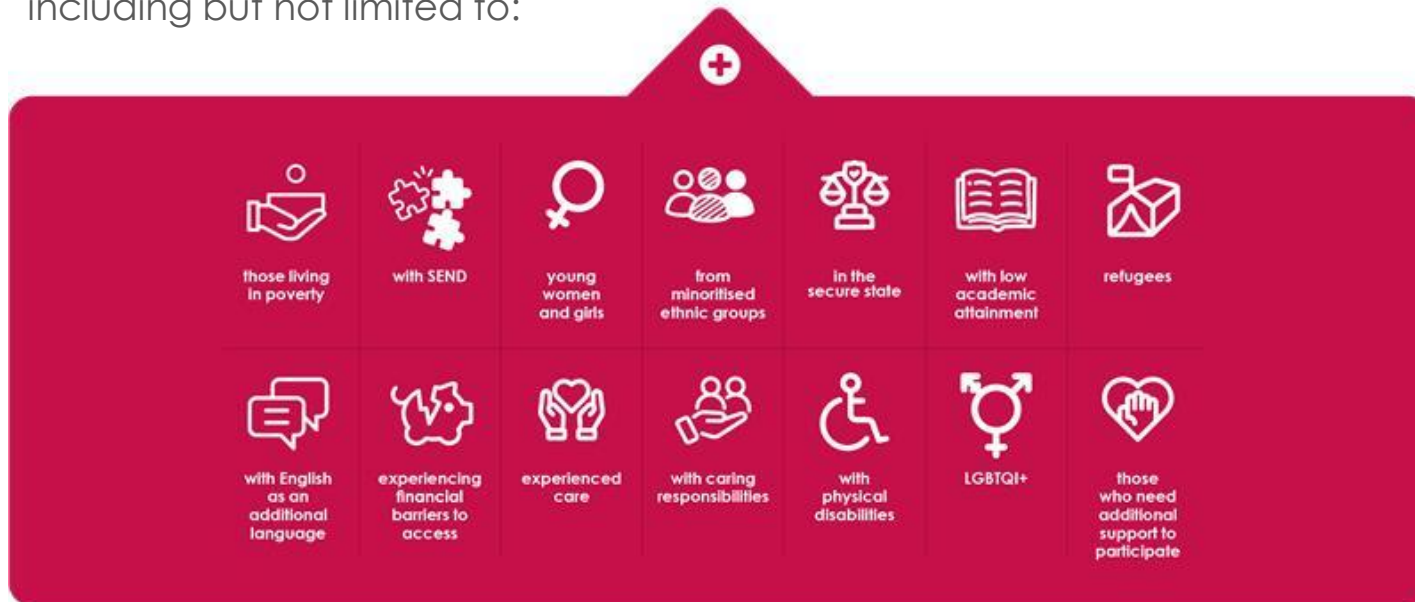 including but not limited to:
those living
in poverty
with SEND
young
women
and girls
from
minoritised
ethnic groups
in the
secure state
with low
academic
attainment
refugees
with English
as an
additional
language
experiencing
financial
barriers to
access
experienced
care
with caring
responsibilities
with
physical
disabilities
LGBTQI+
those
who need
additional
support to
participate